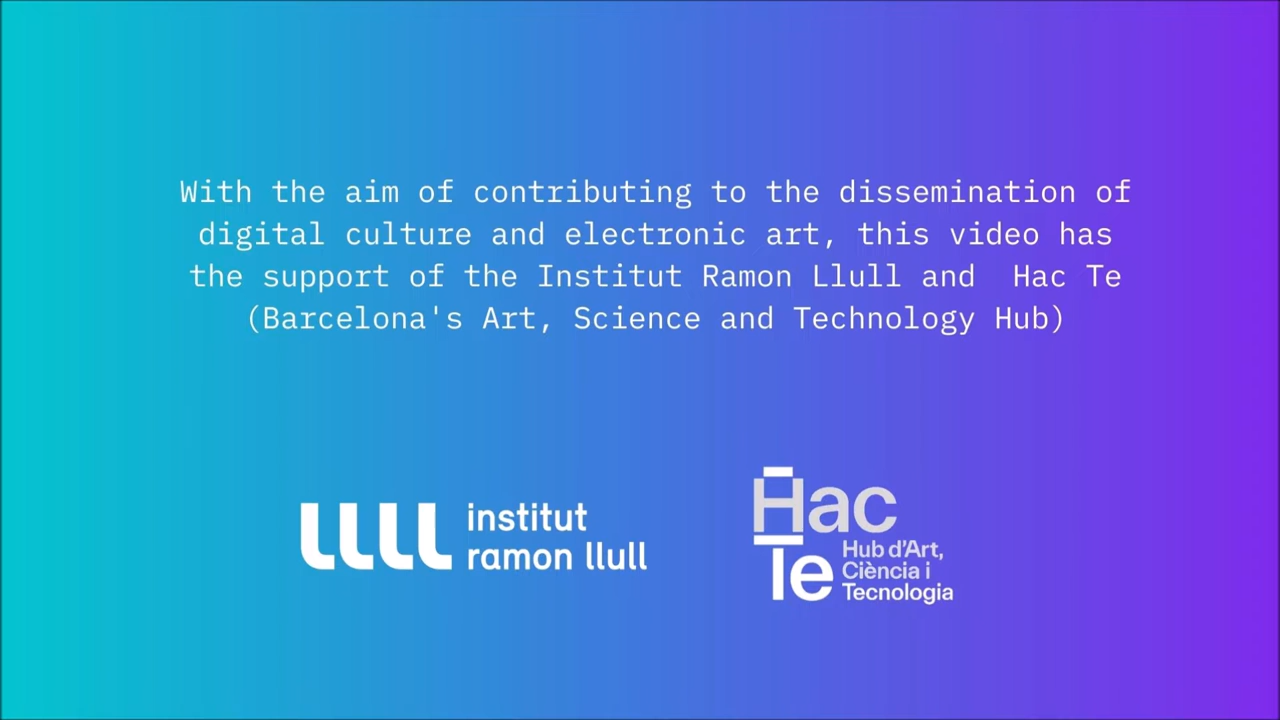 With the aim of contributing to the dissemination of
digital culture and electronic art, this video has
the support of the Institut Ramon Llull and  Hac Te
(Barcelona's Art, Science and Technology Hub)
llll institut
ramon llull
Hac
Te
Hub d'Art,
Ciència i
Tecnologia